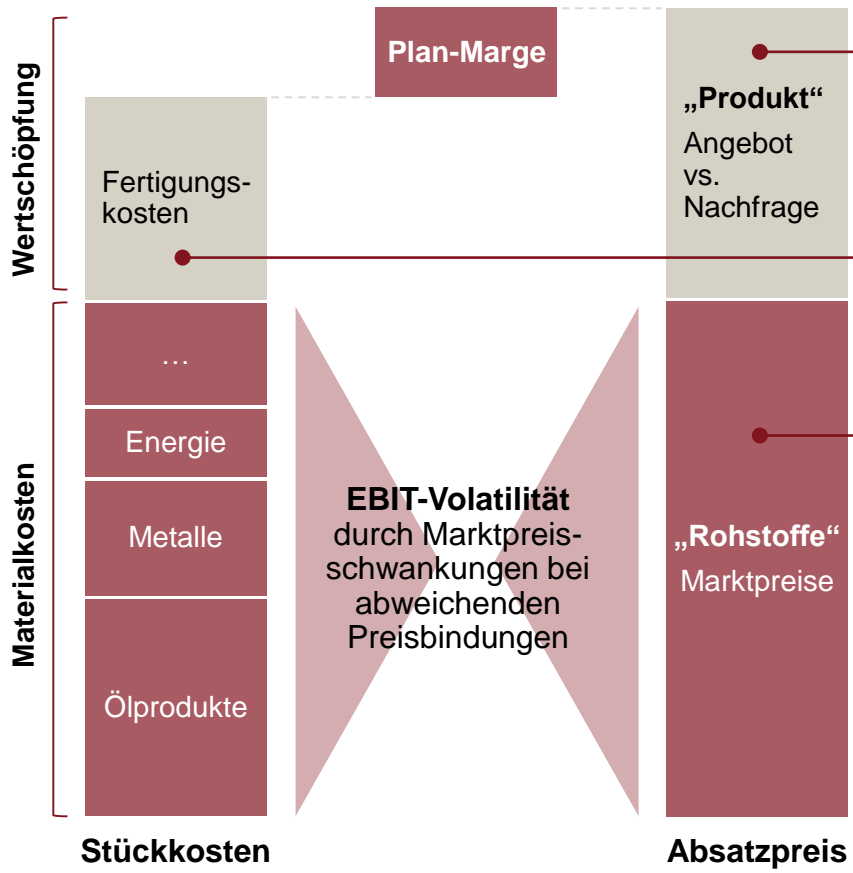 Wertschöpfung
Materialkosten
Plan-Marge
Fertigungs-
kosten
…
Energie
Metalle
Ölprodukte
Stückkosten
EBIT-Volatilität
durch Marktpreis-
schwankungen bei
abweichenden
Preisbindungen
„Produkt“
Angebot
vs.
Nachfrage
„Rohstoffe“
Marktpreise
Absatzpreis